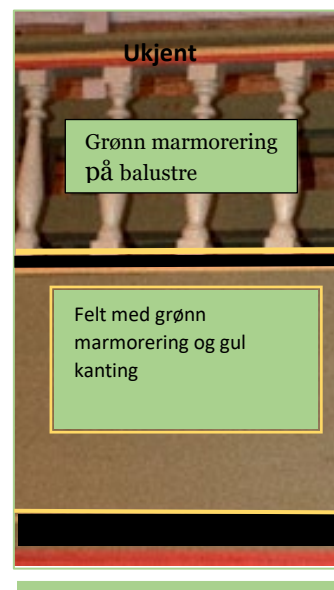 Ukjent
Grønn marmorering
på balustre
Felt med grønn
marmorering og gul
kanting